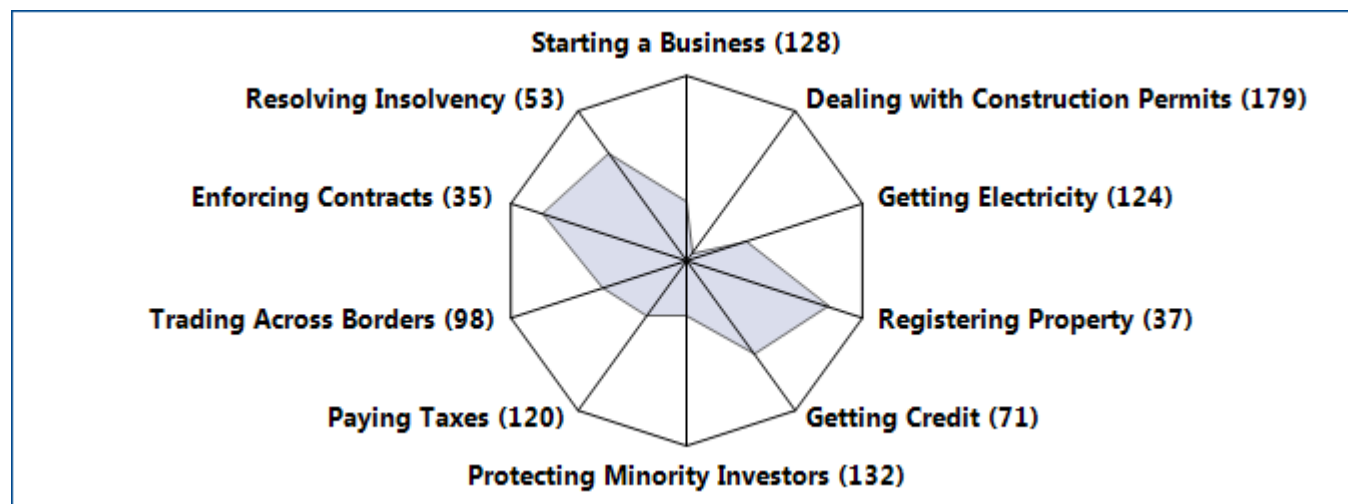 Starting a Business (128)
Resolving Insolvency (53)
Dealing with Construction Permits (179)
Enforcing Contracts (35)
Getting Electricity (124)
Trading Across Borders (98)
Registering Property (37)
Paying Taxes (120)
Getting Credit (71)
Protecting Minority Investors (132)